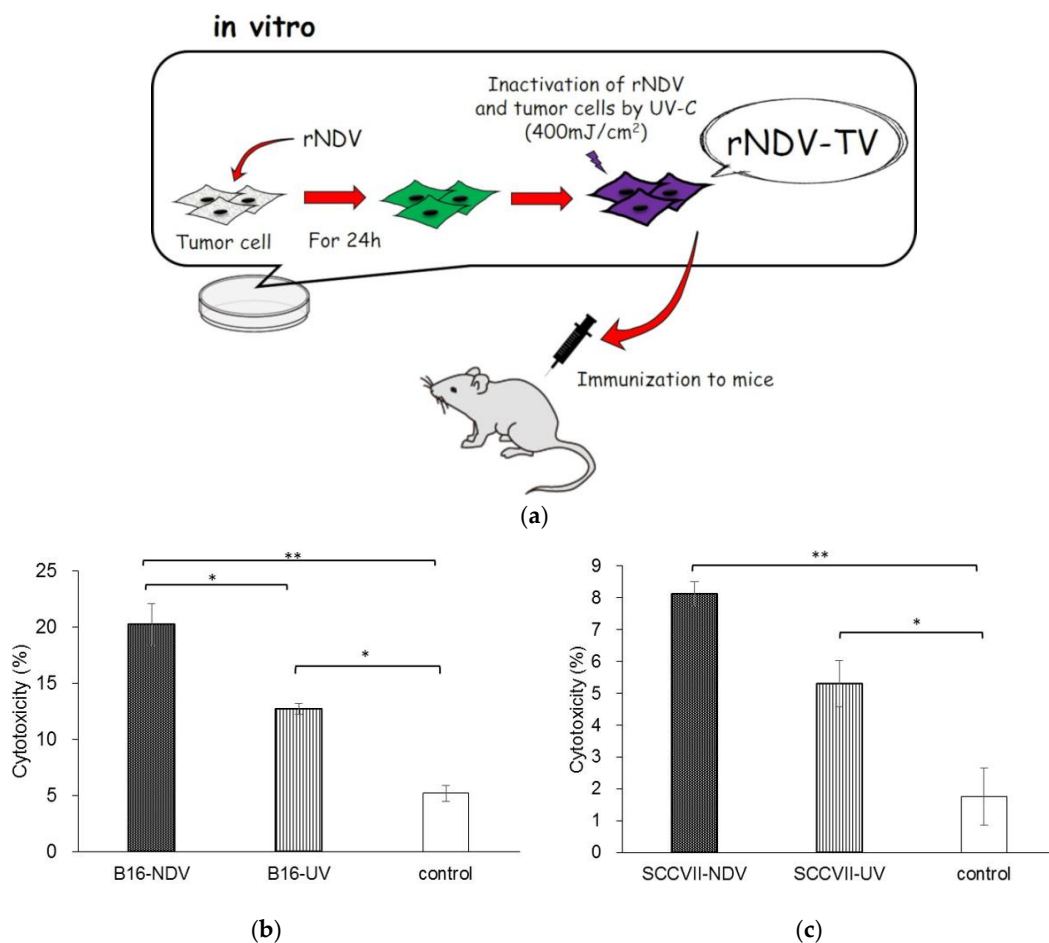 in vitro
rNDV
Inactivation of rNDV
and tumor cells by UV-C
(400mJ/cm²)
rNDV-TV
Tumor cell
For 24h
Immunization to mice
(a)
Cytotoxicity (%)
25
20
15
10
5
0
**
*
*
B16-NDV
B16-UV
control
(b)
Cytotoxicity (%)
9
8
7
6
5
4
3
2
1
0
**
*
SCCVII-NDV
SCCVII-UV
control
(c)